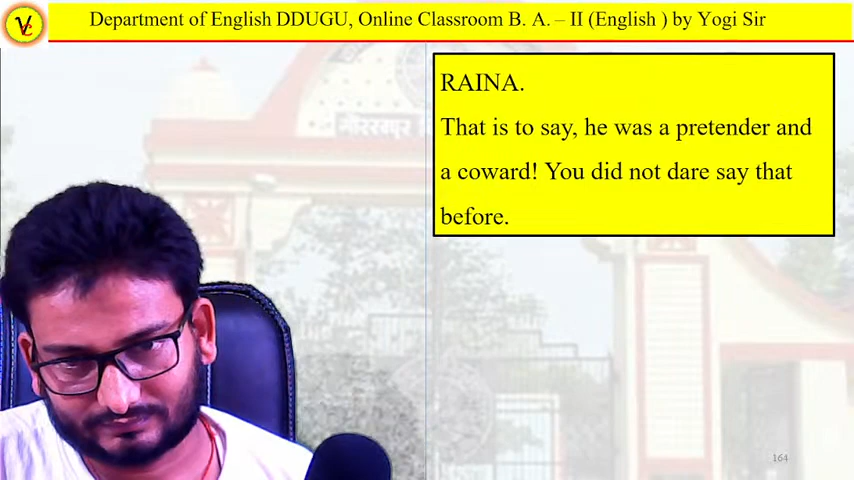 Department of English DDUGU, Online Classroom B. A. – II (English ) by Yogi Sir
RAINA.
That is to say, he was a pretender and
a coward! You did not dare say that
before.
164